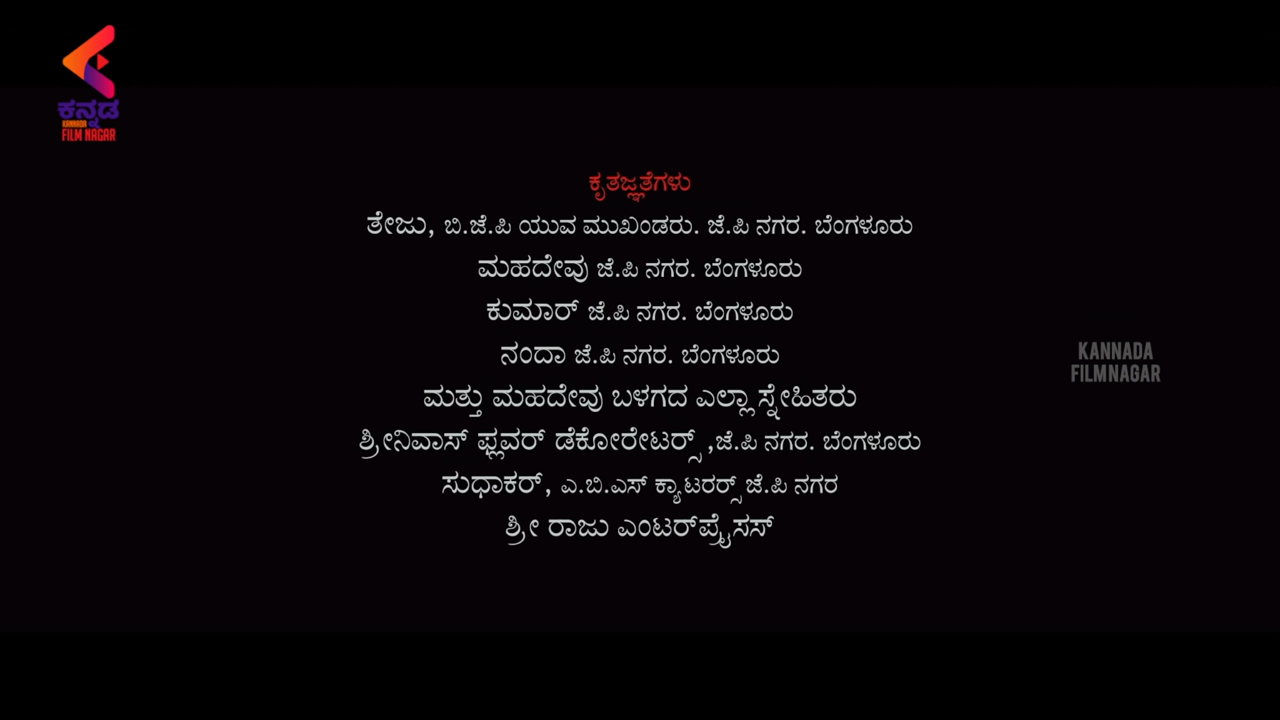 ಕನ್ನಡ
KANNADA
FILM NAGAR
ಕೃತಜ್ಞತೆಗಳು
ತೇಜು, ಬಿ.ಜೆ.ಪಿ ಯುವ ಮುಖಂಡರು. ಜೆ.ಪಿ ನಗರ. ಬೆಂಗಳೂರು
ಮಹದೇವು ಜೆ.ಪಿ ನಗರ. ಬೆಂಗಳೂರು
ಕುಮಾರ್ ಜೆ.ಪಿ ನಗರ. ಬೆಂಗಳೂರು
ನಂದಾ ಜೆ.ಪಿ ನಗರ. ಬೆಂಗಳೂರು
ಮತ್ತು ಮಹದೇವು ಬಳಗದ ಎಲ್ಲಾ ಸ್ನೇಹಿತರು
ಶ್ರೀನಿವಾಸ್ ಫ್ಲವರ್ ಡೆಕೋರೇಟರ್ಸ್ ,ಜೆ.ಪಿ ನಗರ. ಬೆಂಗಳೂರು
ಸುಧಾಕರ್, ಎ.ಬಿ.ಎಸ್ ಕ್ಯಾಟರರ್ಸ್ ಜೆ.ಪಿ ನಗರ
ಶ್ರೀ ರಾಜು ಎಂಟರ್‌ಪ್ರೈಸಸ್
KANNADA
FILMNAGAR